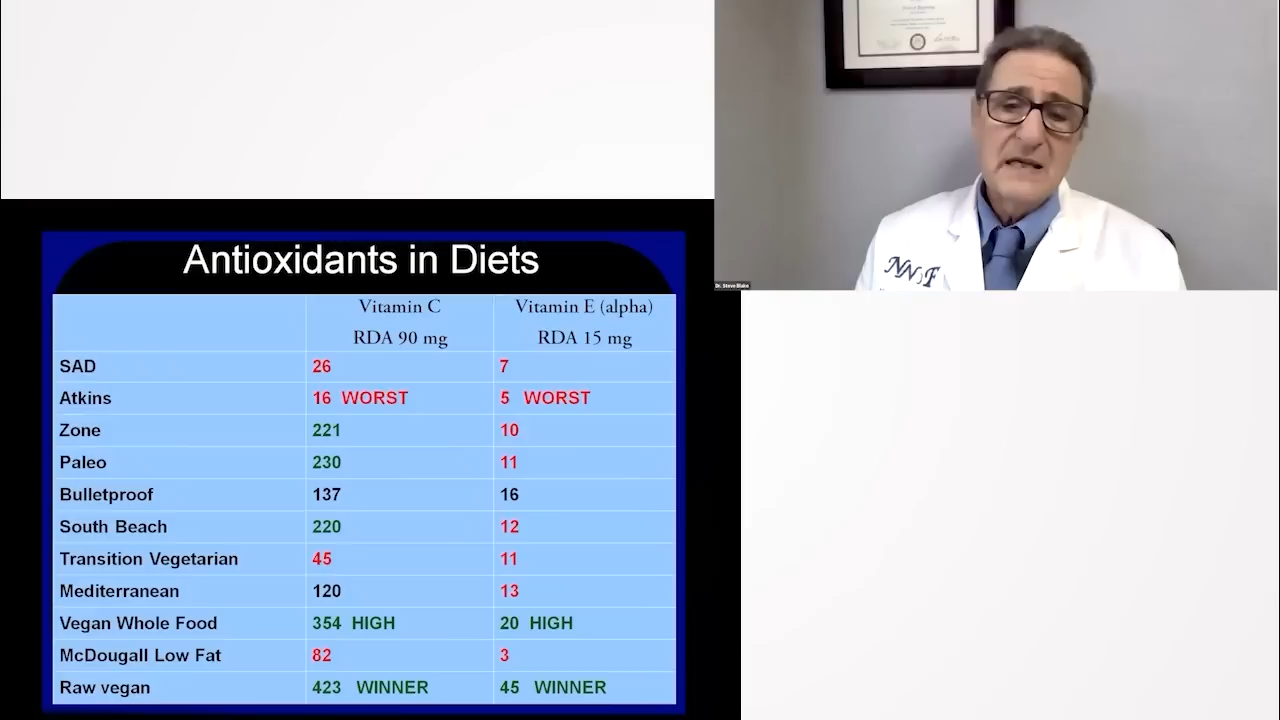 Antioxidants in Diets
Vitamin C Vitamin E (alpha)
RDA 90 mg RDA 15 mg
SAD 26 7
Atkins 16 WORST 5 WORST
Zone 221 10
Paleo 230 11
Bulletproof 137 16
South Beach 220 12
Transition Vegetarian 45 11
Mediterranean 120 13
Vegan Whole Food 354 HIGH 20 HIGH
McDougall Low Fat 82 3
Raw vegan 423 WINNER 45 WINNER
Dr. Steve Blake